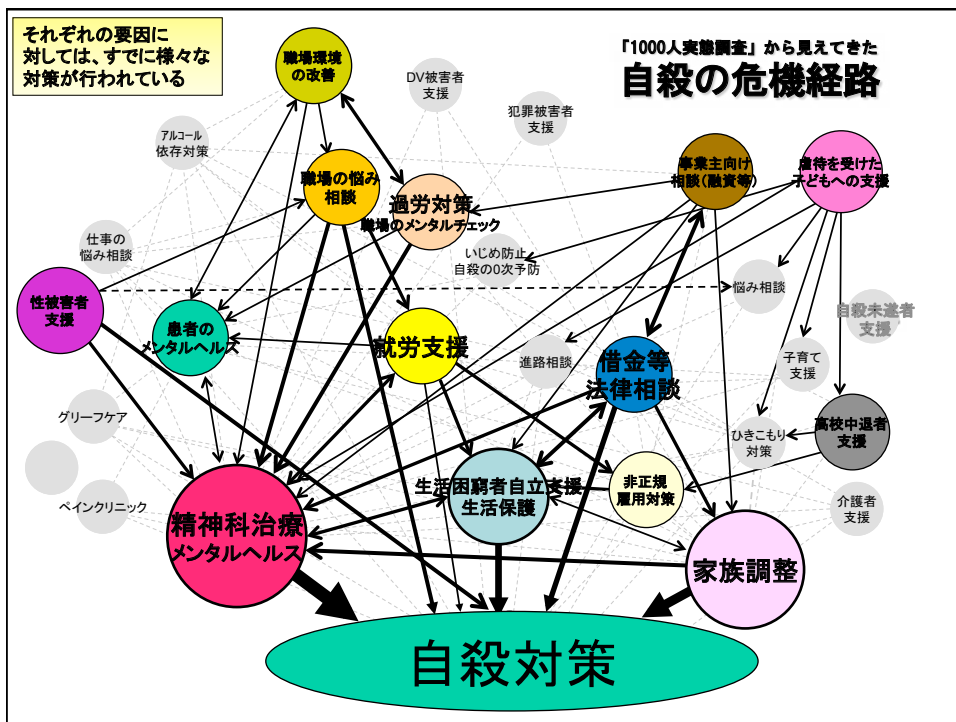 それぞれの要因に
対しては、すでに様々な
対策が行われている
『1000人実態調査』から見えてきた
自殺の危機経路
職場環境
の改善
DV被害者
支援
犯罪被害者
支援
アルコール
依存対策
職場の悩み
相談
過労対策
職場のメンタルチェック
事業主向け
相談(融資等)
虐待を受けた
子どもへの支援
仕事の
悩み相談
いじめ防止
自殺の0次予防
悩み相談
性被害者
支援
患者の
メンタルヘルス
就労支援
進路相談
借金等
法律相談
自殺未遂者
支援
子育て
支援
グリーフケア
ひきこもり
対策
高校中退者
支援
ペインクリニック
精神科治療
メンタルヘルス
生活困窮者自立支援
生活保護
非正規
雇用対策
介護者
支援
家族調整
自殺対策